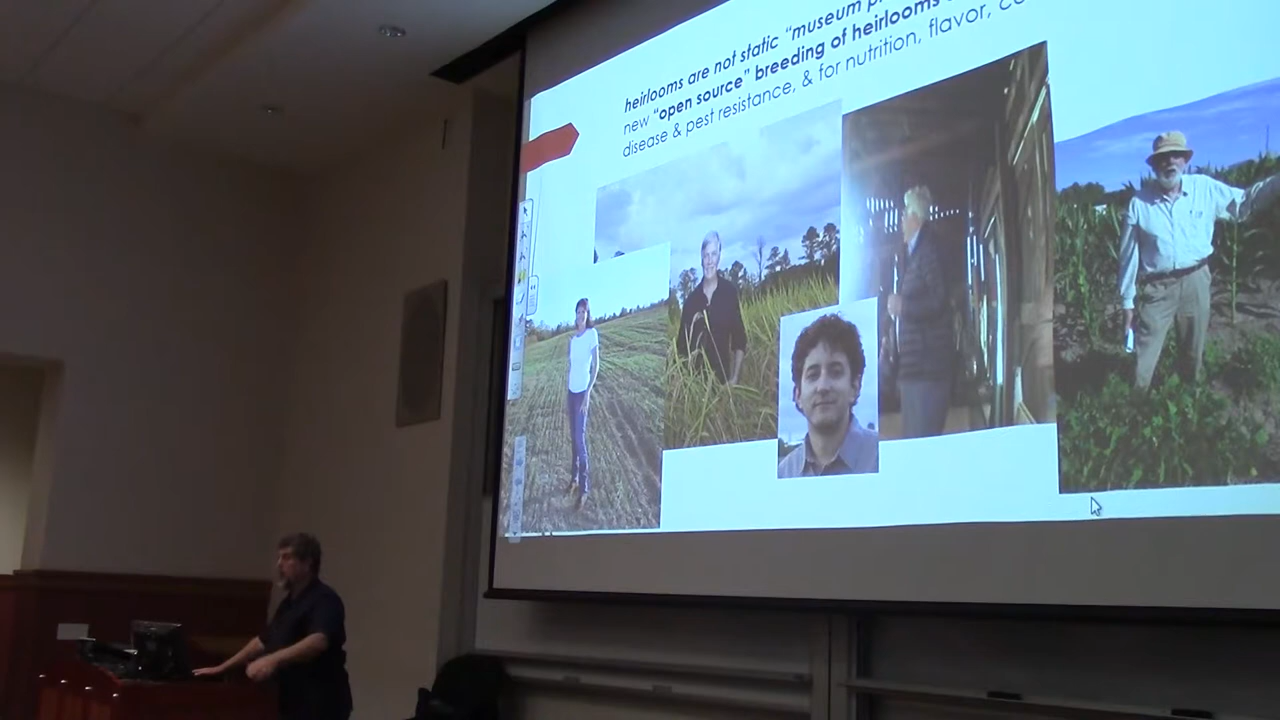 heirlooms are not static "museum
new "open source" breeding of heirlooms
disease & pest resistance, & for nutrition, flavor,